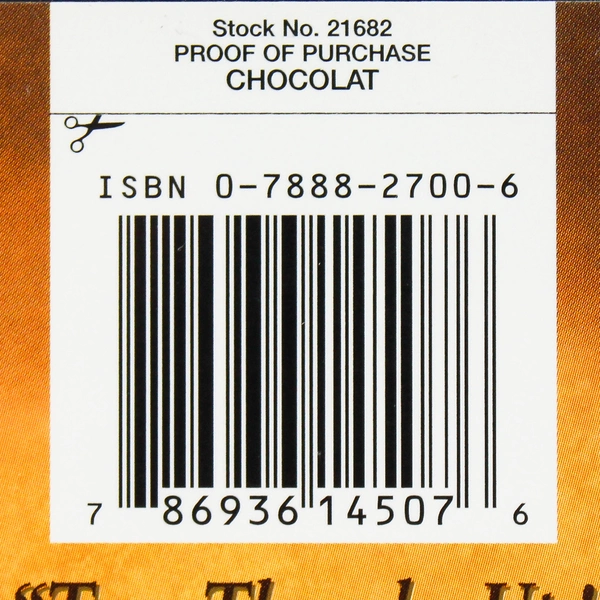 Stock No. 21682
PROOF OF PURCHASE
CHOCOLAT
ISBN 0-7888-2700-6
7 86936 14507 6